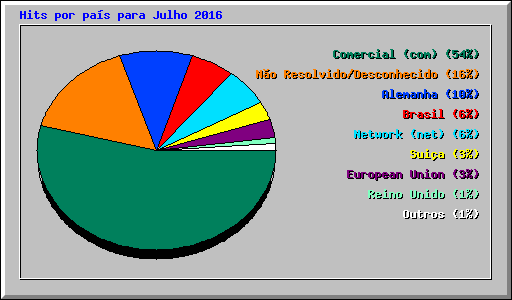 Hits por país para Julho 2016
Comercial (com) (54%)
Não Resolvido/Desconhecido (16%)
Alemanha (10%)
Brasil (6%)
Network (net) (6%)
Suiça (3%)
European Union (3%)
Reino Unido (1%)
Outros (1%)